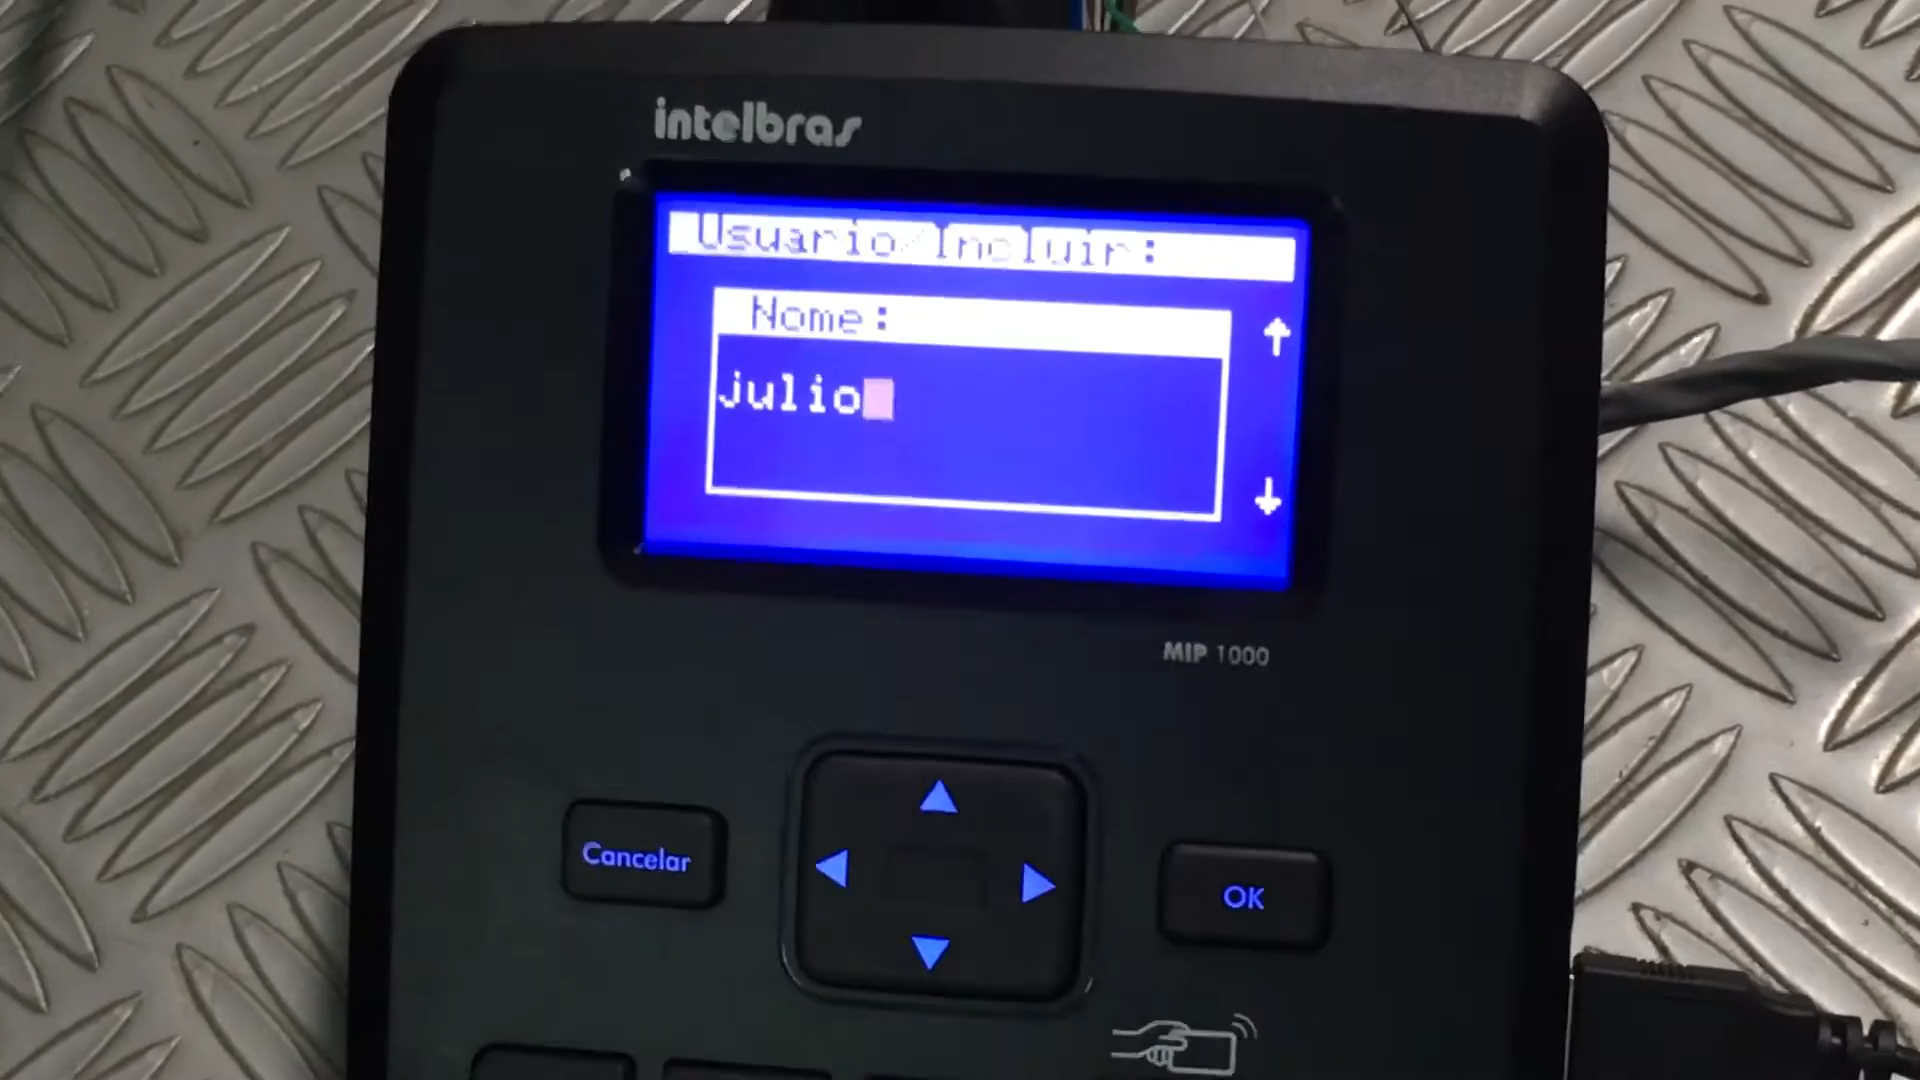 intelbras
Usuario/Incluir:
Nome:
julio
MIP 1000
Cancelar
OK